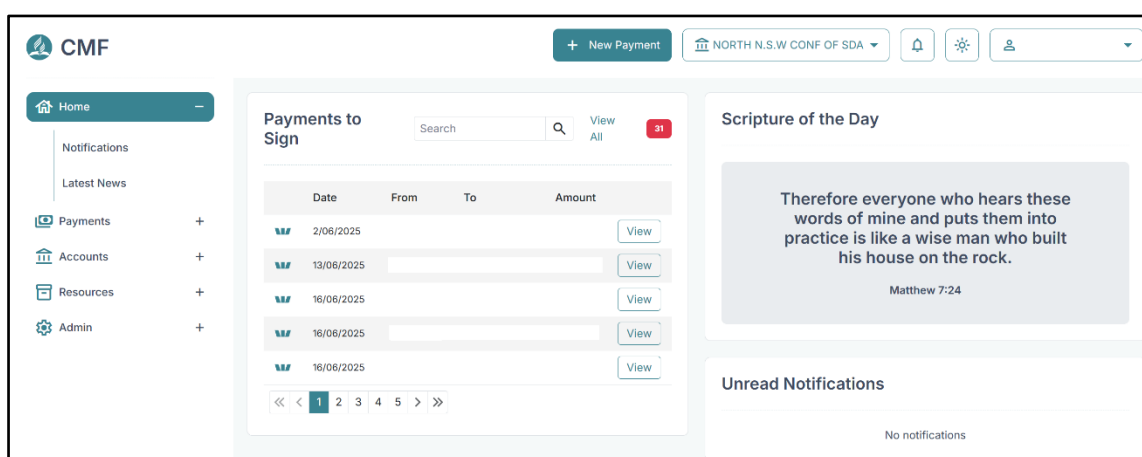 CMF
+ New Payment
NORTH N.S.W CONF OF SDA
Home
Notifications
Latest News
Payments +
Accounts +
Resources +
Admin +
Payments to
Sign
Search
View
All
31
Date From To Amount
2/06/2025 View
13/06/2025 View
16/06/2025 View
16/06/2025 View
16/06/2025 View
« < 1 2 3 4 5 > »
Scripture of the Day
Therefore everyone who hears these
words of mine and puts them into
practice is like a wise man who built
his house on the rock.
Matthew 7:24
Unread Notifications
No notifications